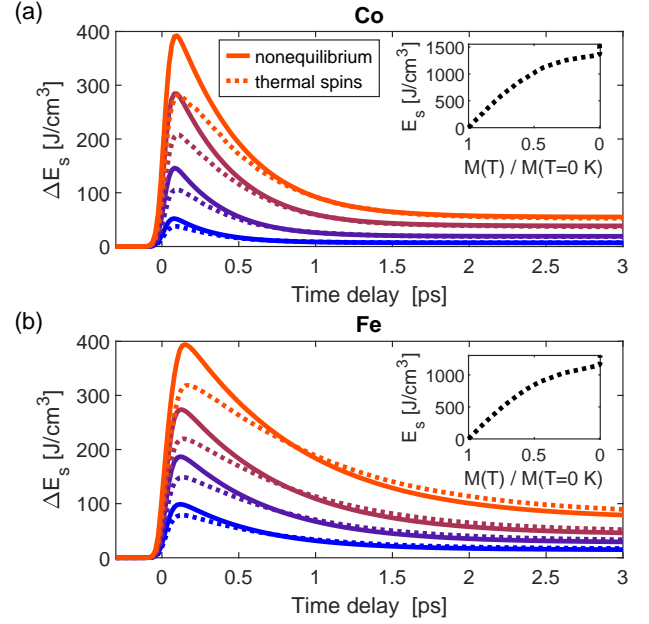 (a)
Co
400
300
200
100
0
ΔE_s [J/cm³]
nonequilibrium
thermal spins
1500
1000
500
0
E_s [J/cm³]
1
0.5
0
M(T) / M(T=0 K)
0
0.5
1
1.5
2
2.5
3
Time delay [ps]
(b)
Fe
400
300
200
100
0
ΔE_s [J/cm³]
1000
500
0
E_s [J/cm³]
1
0.5
0
M(T) / M(T=0 K)
0
0.5
1
1.5
2
2.5
3
Time delay [ps]